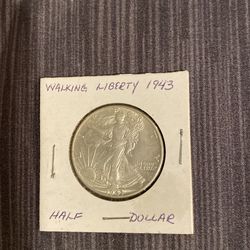 WALKING LIBERTY 1943
HALF — DOLLAR